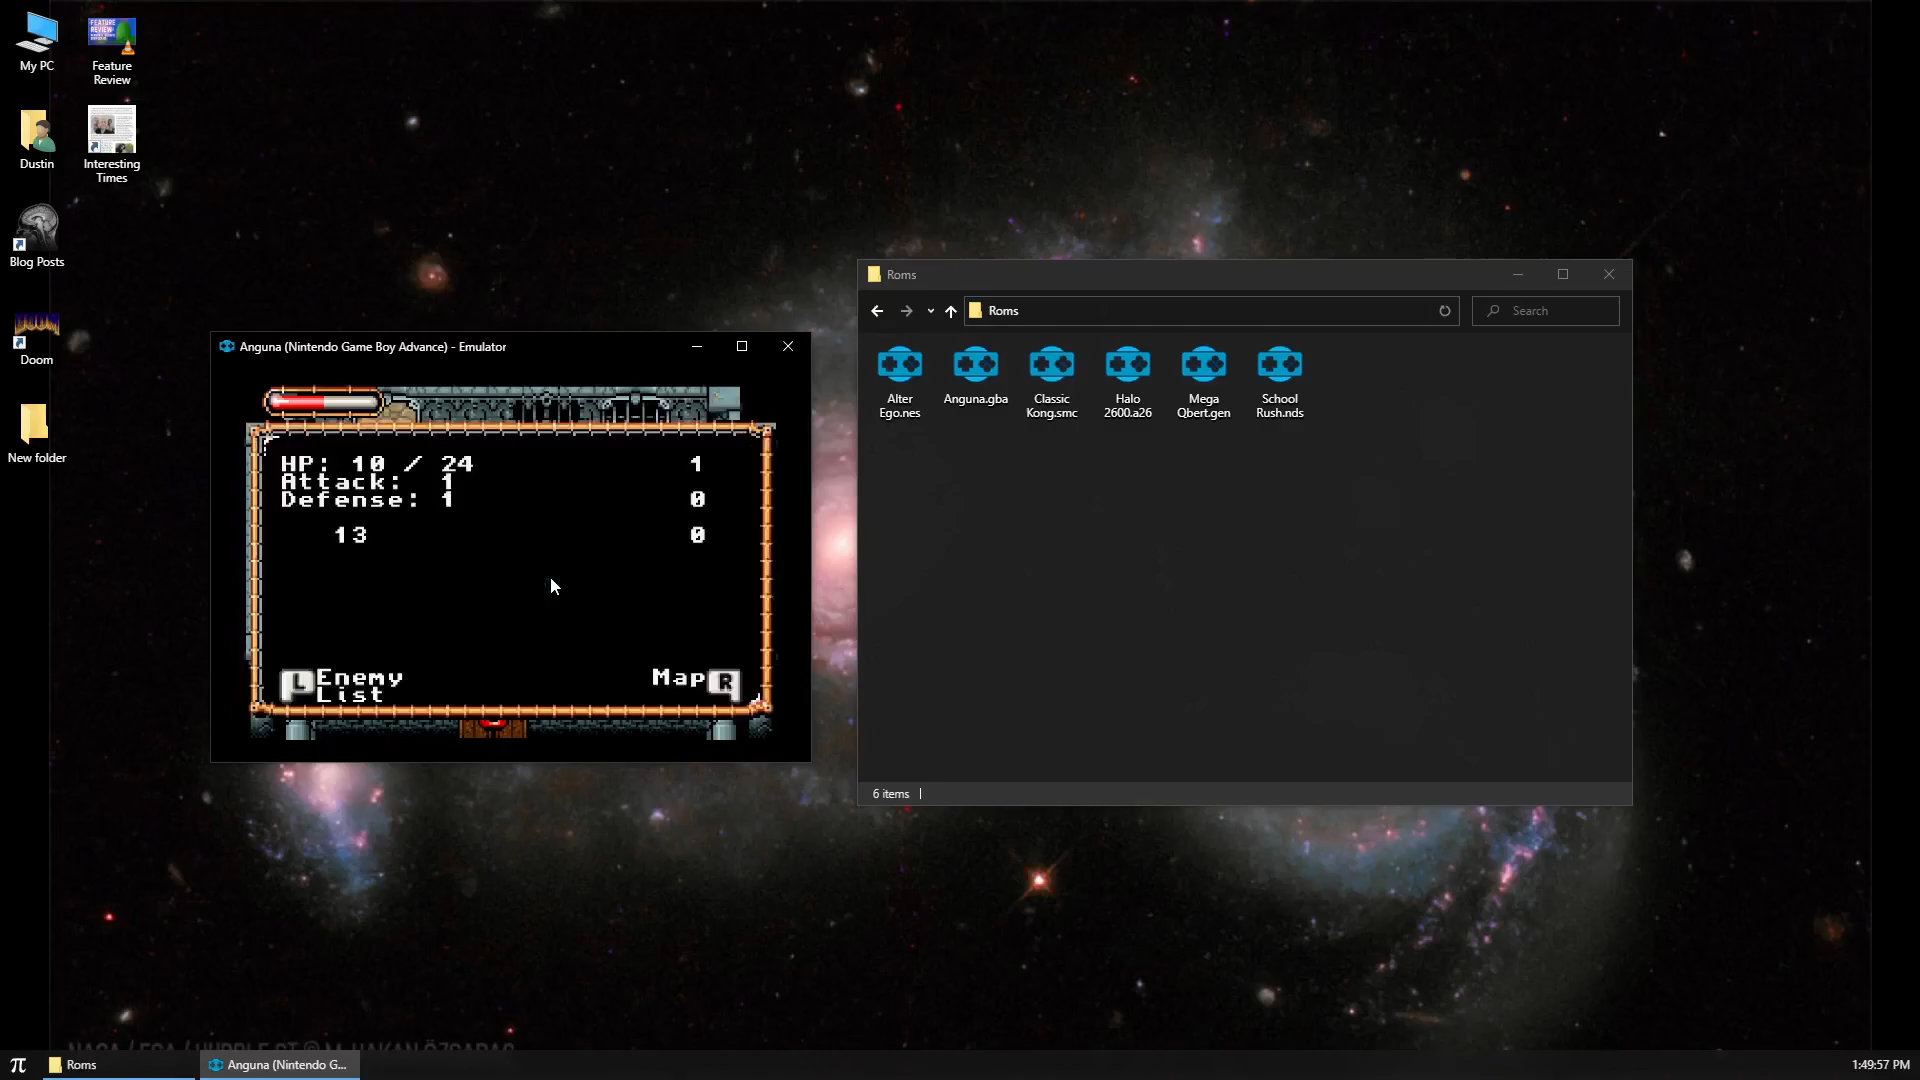 My PC
Feature
Review
FEATURE
REVIEW
Dustin
Interesting
Times
Blog Posts
Doom
New folder
Anguna (Nintendo Game Boy Advance) - Emulator
HP: 10 / 24
1
Attack: 1
Defense: 1
0
13
0
L
Enemy
List
Map
R
Roms
Roms
Search
Alter
Ego.nes
Anguna.gba
Classic
Kong.smc
Halo
2600.a26
Mega
Qbert.gen
School
Rush.nds
6 items
π
Roms
Anguna (Nintendo G...
1:49:57 PM